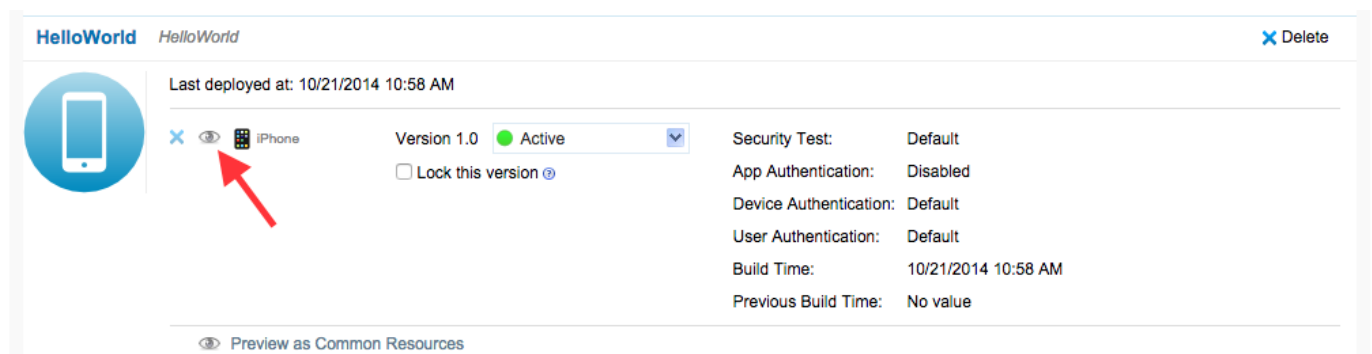 HelloWorld HelloWorld Delete
Last deployed at: 10/21/2014 10:58 AM
iPhone Version 1.0 Active Security Test: Default
Lock this version App Authentication: Disabled
Device Authentication: Default
User Authentication: Default
Build Time: 10/21/2014 10:58 AM
Previous Build Time: No value
Preview as Common Resources